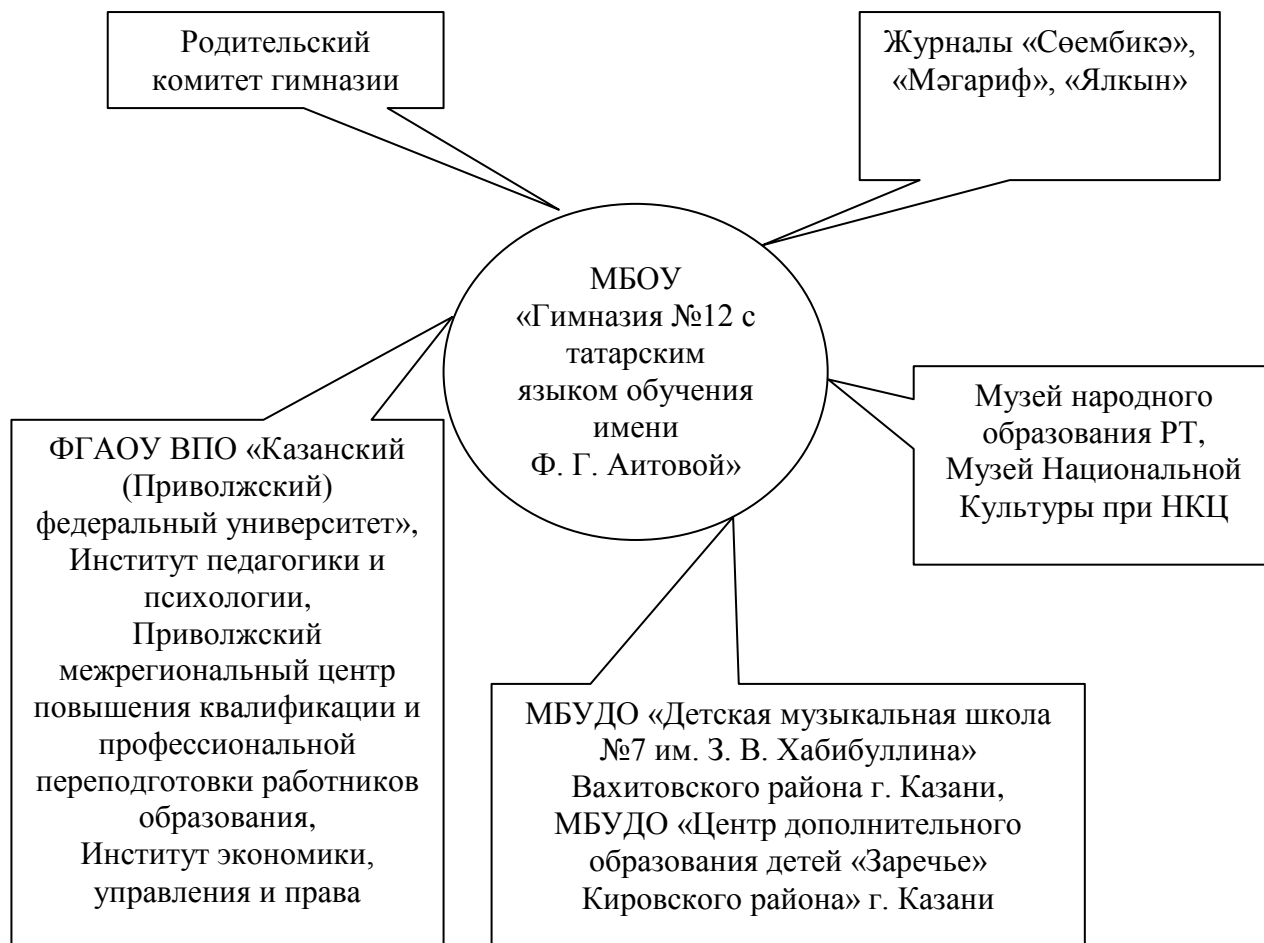 Родительский
комитет гимназии
Журналы «Сөембикә»,
«Мәгариф», «Ялкын»
МБОУ
«Гимназия №12 с
татарским
языком обучения
имени
Ф. Г. Аитовой»
Музей народного
образования РТ,
Музей Национальной
Культуры при НКЦ
ФГАОУ ВПО «Казанский
(Приволжский)
федеральный университет»,
Институт педагогики и
психологии,
Приволжский
межрегиональный центр
повышения квалификации и
профессиональной
переподготовки работников
образования,
Институт экономики,
управления и права
МБУДО «Детская музыкальная школа
№7 им. З. В. Хабибуллина»
Вахитовского района г. Казани,
МБУДО «Центр дополнительного
образования детей «Заречье»
Кировского района» г. Казани